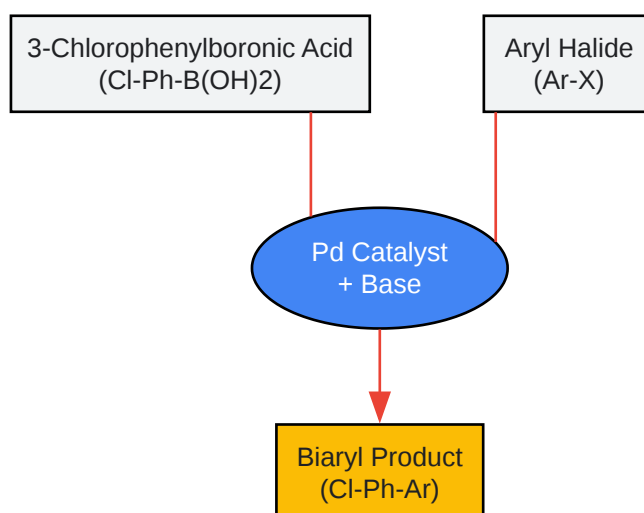 3-Chlorophenylboronic Acid
(Cl-Ph-B(OH)2)
Aryl Halide
(Ar-X)
Pd Catalyst
+ Base
Biaryl Product
(Cl-Ph-Ar)